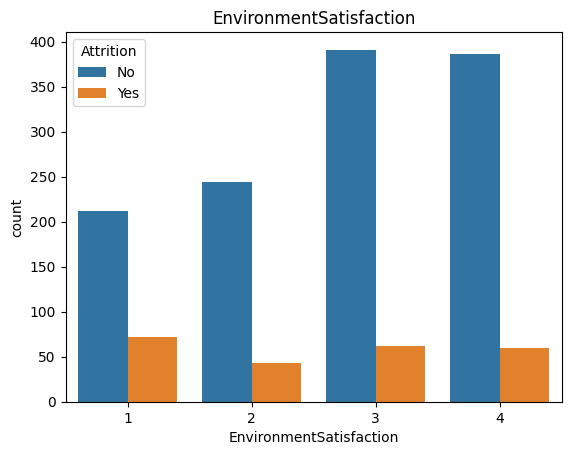 EnvironmentSatisfaction
Attrition
No
Yes
400
350
300
250
200
150
100
50
0
count
1 2 3 4
EnvironmentSatisfaction